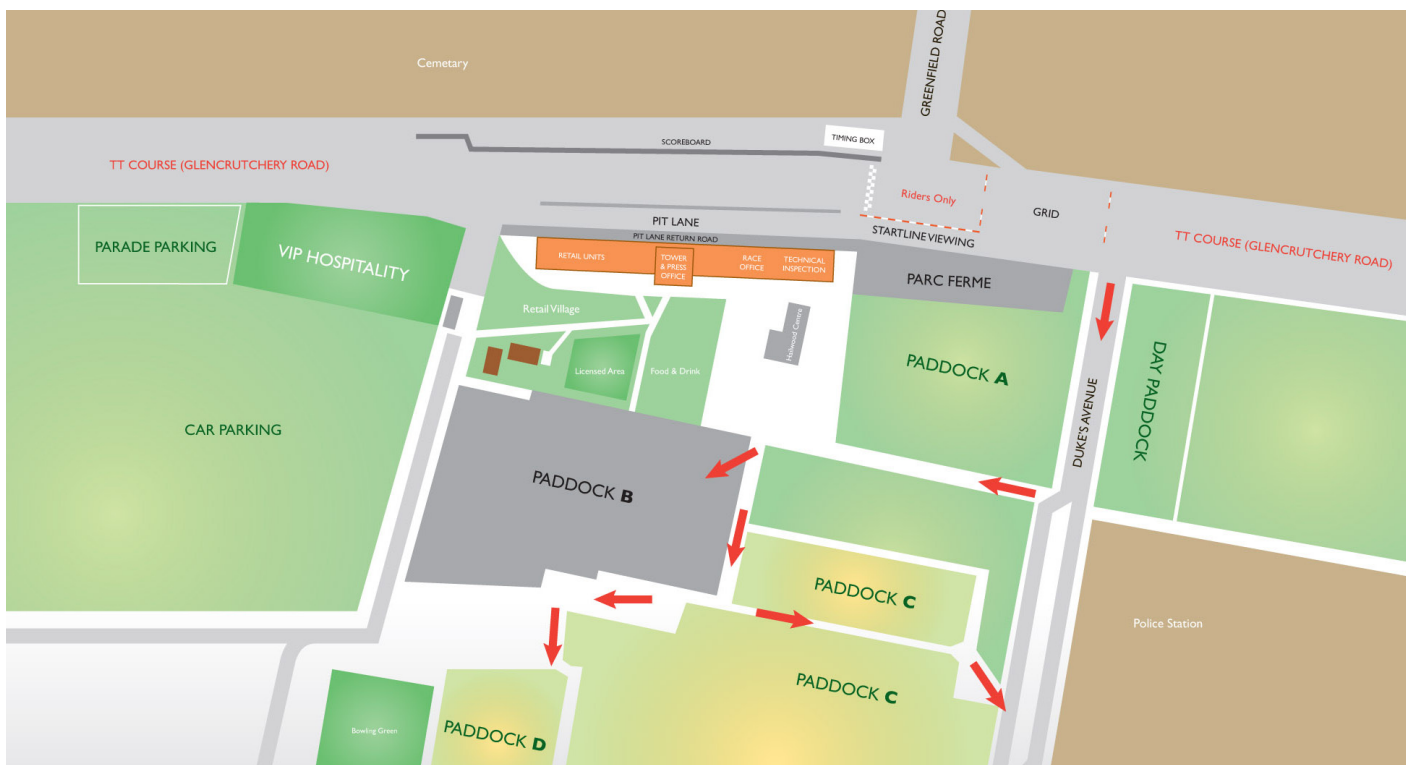 Cemetary
GREENFIELD ROAD
TIMING BOX
SCOREBOARD
TT COURSE (GLENCRUTCHERY ROAD)
Riders Only
GRID
PIT LANE
STARTLINE VIEWING
TT COURSE (GLENCRUTCHERY ROAD)
PIT LANE RETURN ROAD
PARADE PARKING
VIP HOSPITALITY
RETAIL UNITS
TOWER
& PRESS
OFFICE
RACE
OFFICE
TECHNICAL
INSPECTION
PARC FERME
Retail Village
Hailwood Centre
PADDOCK A
DAY PADDOCK
Licensed Area
Food & Drink
DUKE'S AVENUE
CAR PARKING
PADDOCK B
PADDOCK C
Police Station
PADDOCK C
Bowling Green
PADDOCK D